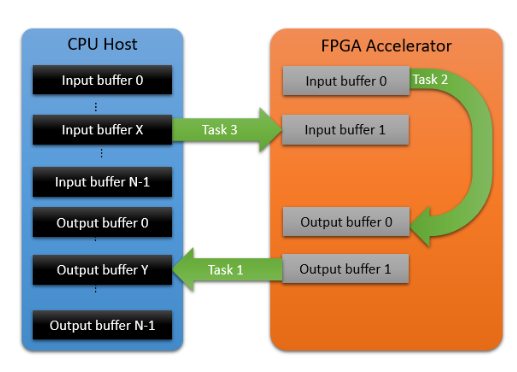 CPU Host
Input buffer 0
Input buffer X
Input buffer N-1
Output buffer 0
Output buffer Y
Output buffer N-1
Task 3
Task 1
FPGA Accelerator
Input buffer 0
Task 2
Input buffer 1
Output buffer 0
Output buffer 1